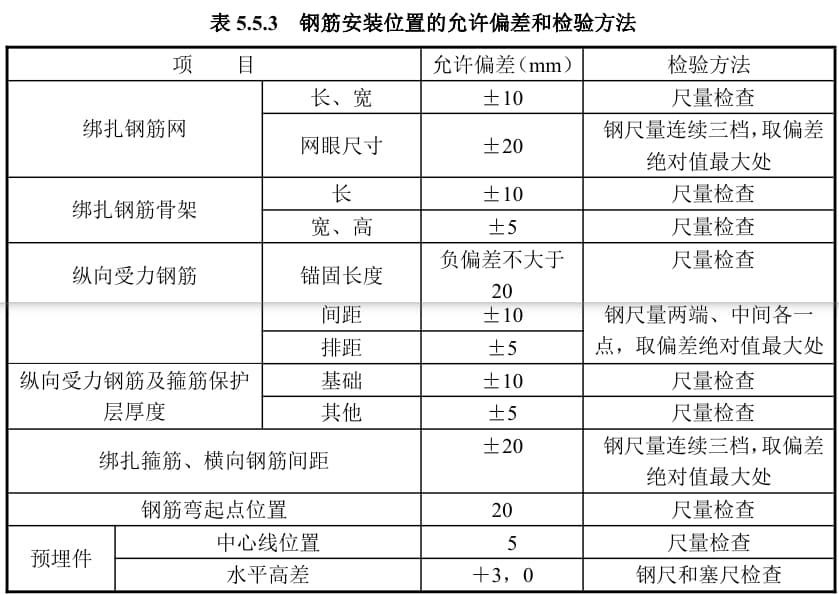 表 5.5.3 钢筋安装位置的允许偏差和检验方法
项 目 允许偏差（mm） 检验方法
绑扎钢筋网 长、宽 ±10 尺量检查
网眼尺寸 ±20 钢尺量连续三档，取偏差
绝对值最大处
绑扎钢筋骨架 长 ±10 尺量检查
宽、高 ±5 尺量检查
纵向受力钢筋 锚固长度 负偏差不大于
20 尺量检查
间距 ±10 钢尺量两端、中间各一
排距 ±5 点，取偏差绝对值最大处
纵向受力钢筋及箍筋保护
层厚度 基础 ±10 尺量检查
其他 ±5 尺量检查
绑扎箍筋、横向钢筋间距 ±20 钢尺量连续三档，取偏差
绝对值最大处
钢筋弯起点位置 20 尺量检查
预埋件 中心线位置 5 尺量检查
水平高差 +3，0 钢尺和塞尺检查